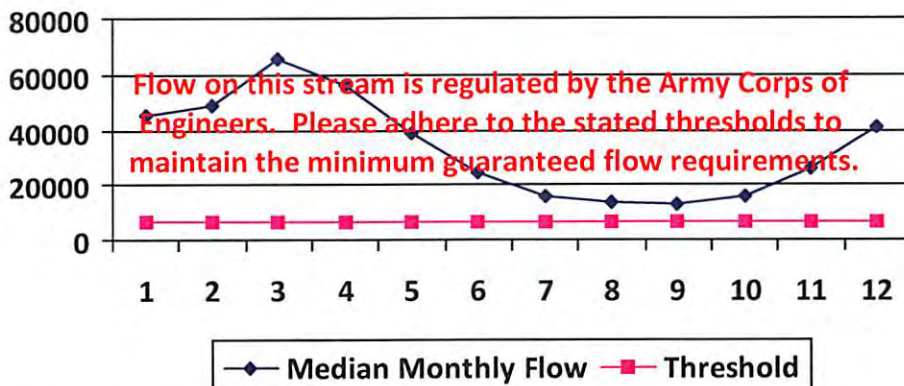 80000
60000
40000
20000
0
Flow on this stream is regulated by the Army Corps of
Engineers. Please adhere to the stated thresholds to
maintain the minimum guaranteed flow requirements.
1 2 3 4 5 6 7 8 9 10 11 12
Median Monthly Flow Threshold